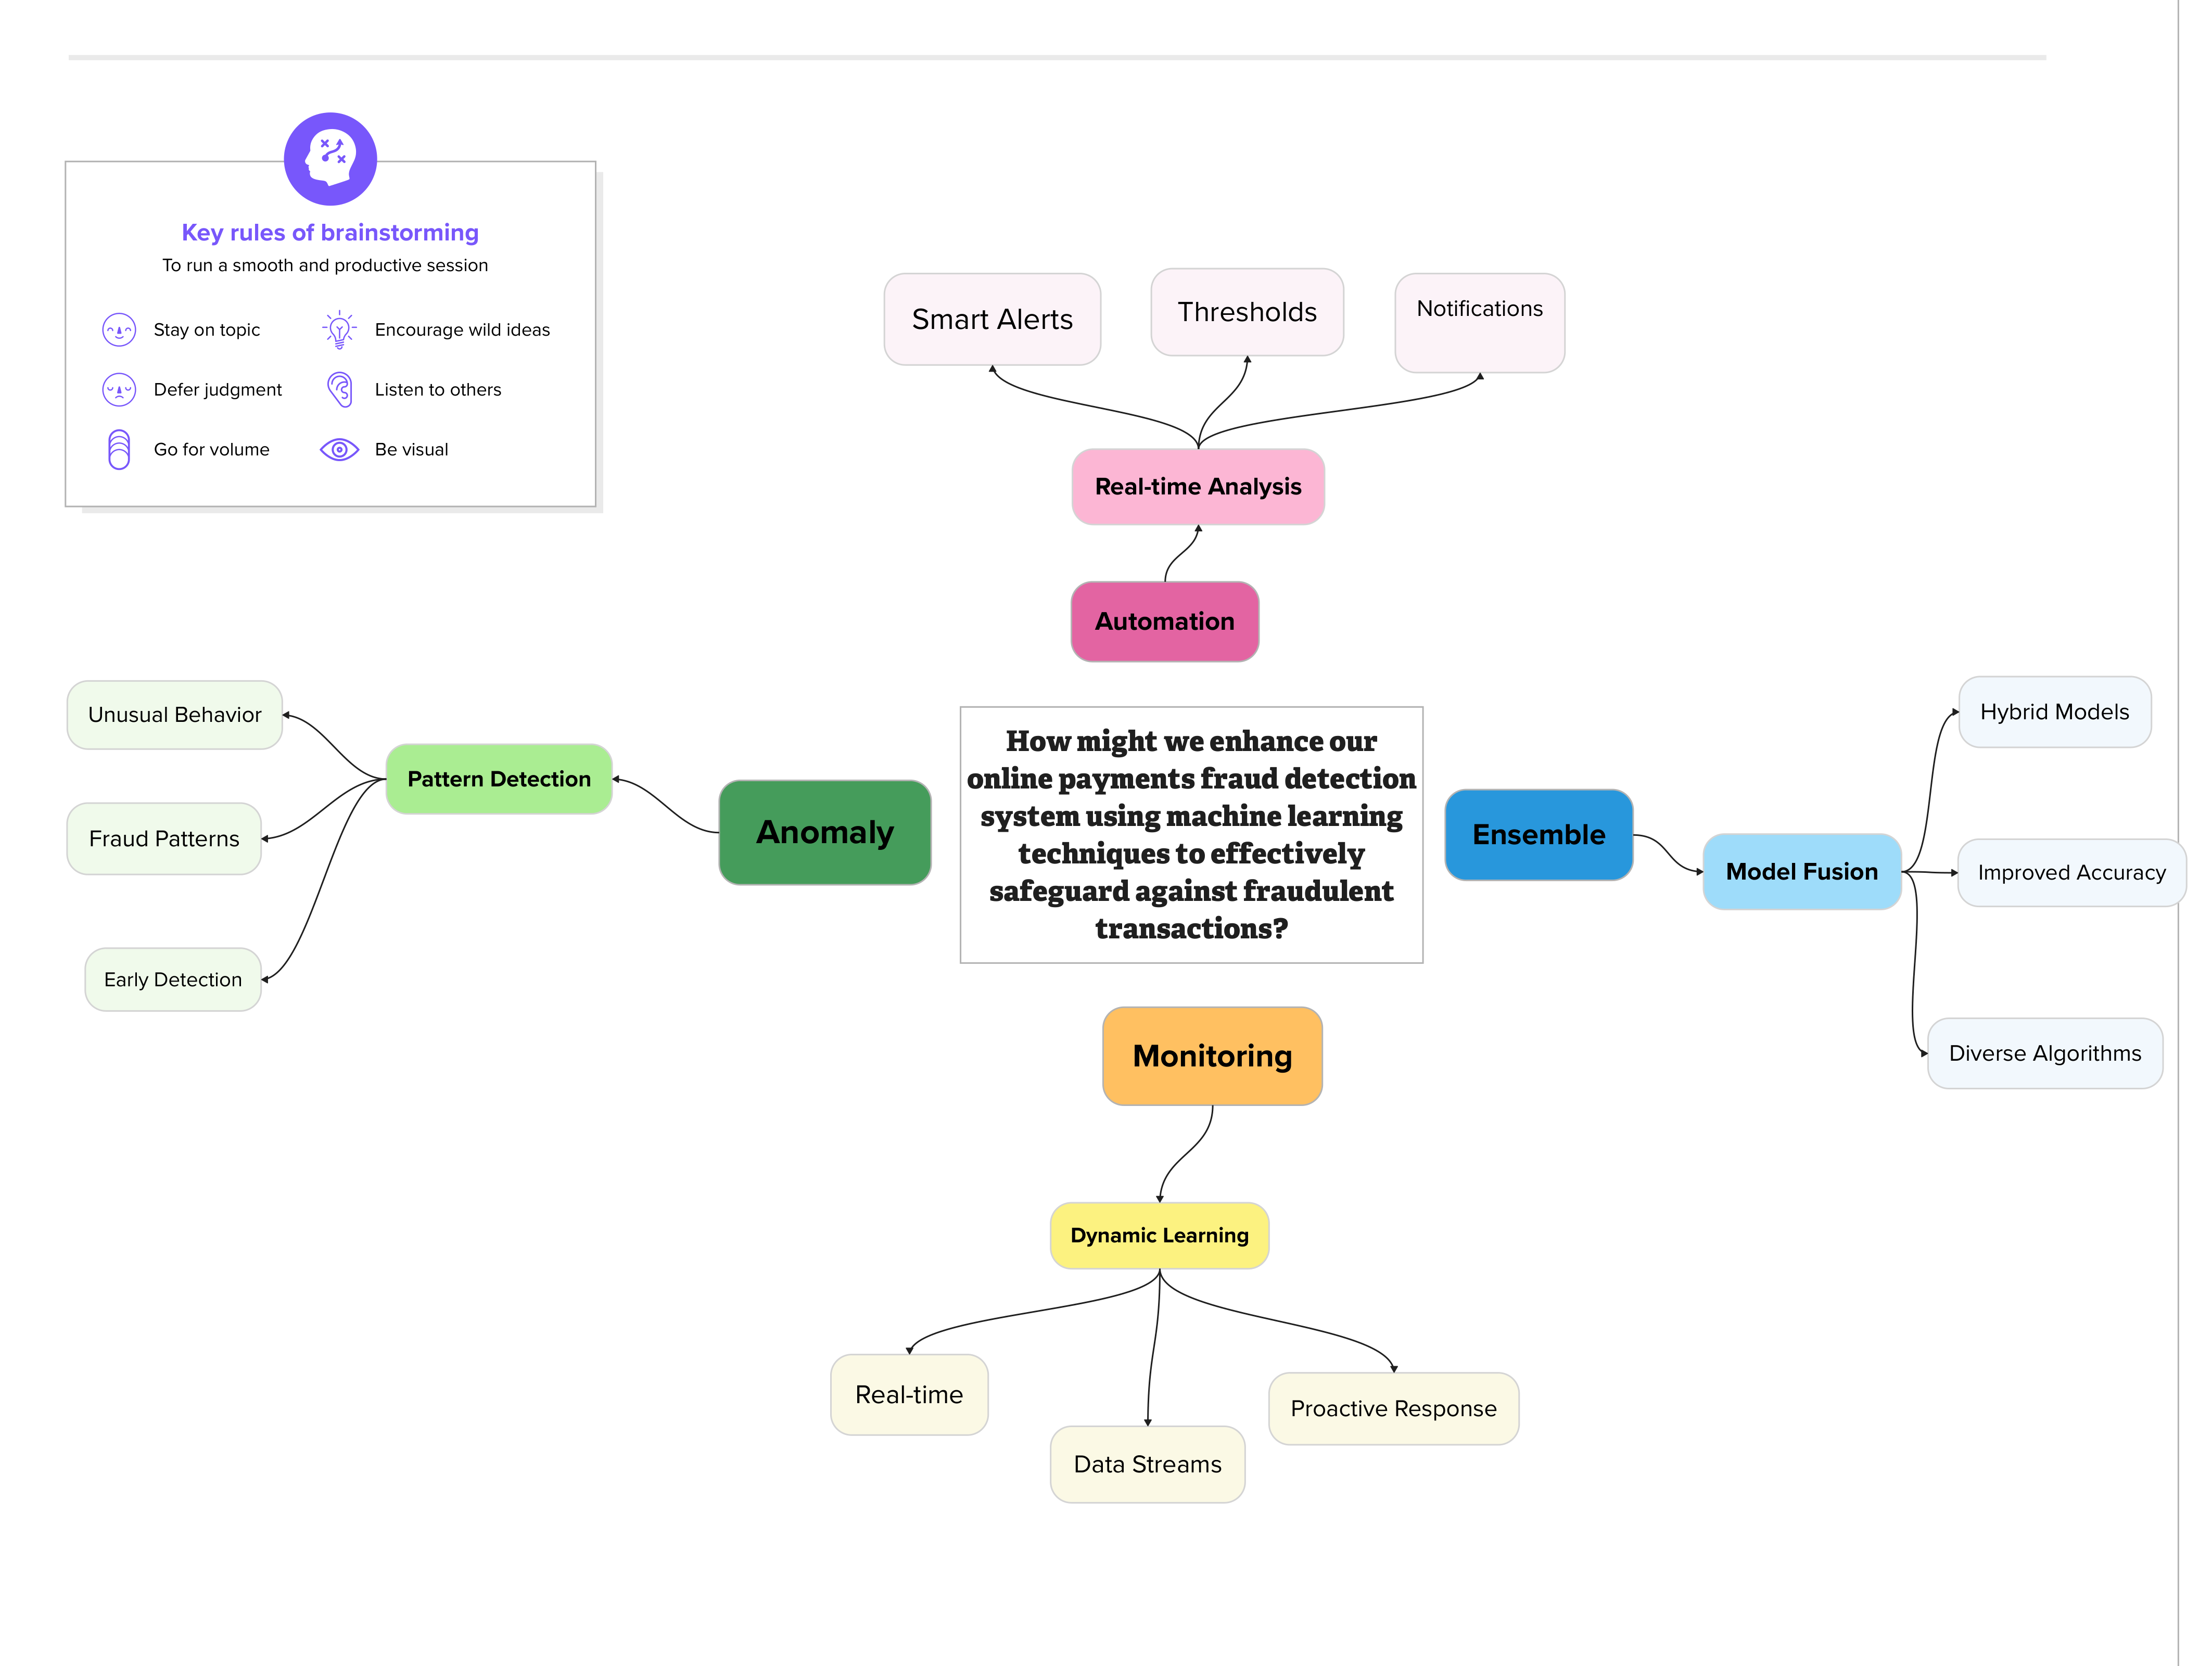 Key rules of brainstorming
To run a smooth and productive session
Stay on topic
Encourage wild ideas
Defer judgment
Listen to others
Go for volume
Be visual
Smart Alerts
Thresholds
Notifications
Real-time Analysis
Automation
Unusual Behavior
Pattern Detection
Fraud Patterns
Early Detection
Anomaly
How might we enhance our
online payments fraud detection
system using machine learning
techniques to effectively
safeguard against fraudulent
transactions?
Ensemble
Model Fusion
Hybrid Models
Improved Accuracy
Diverse Algorithms
Monitoring
Dynamic Learning
Real-time
Data Streams
Proactive Response